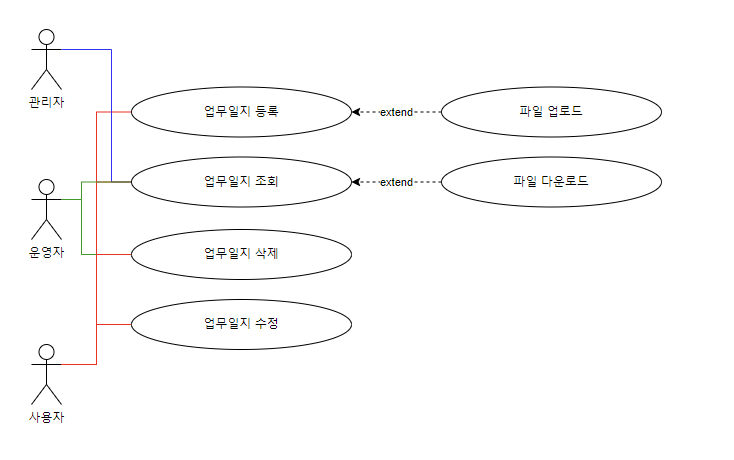 관리자
업무일지 등록
extend
파일 업로드
업무일지 조회
extend
파일 다운로드
운영자
업무일지 삭제
업무일지 수정
사용자